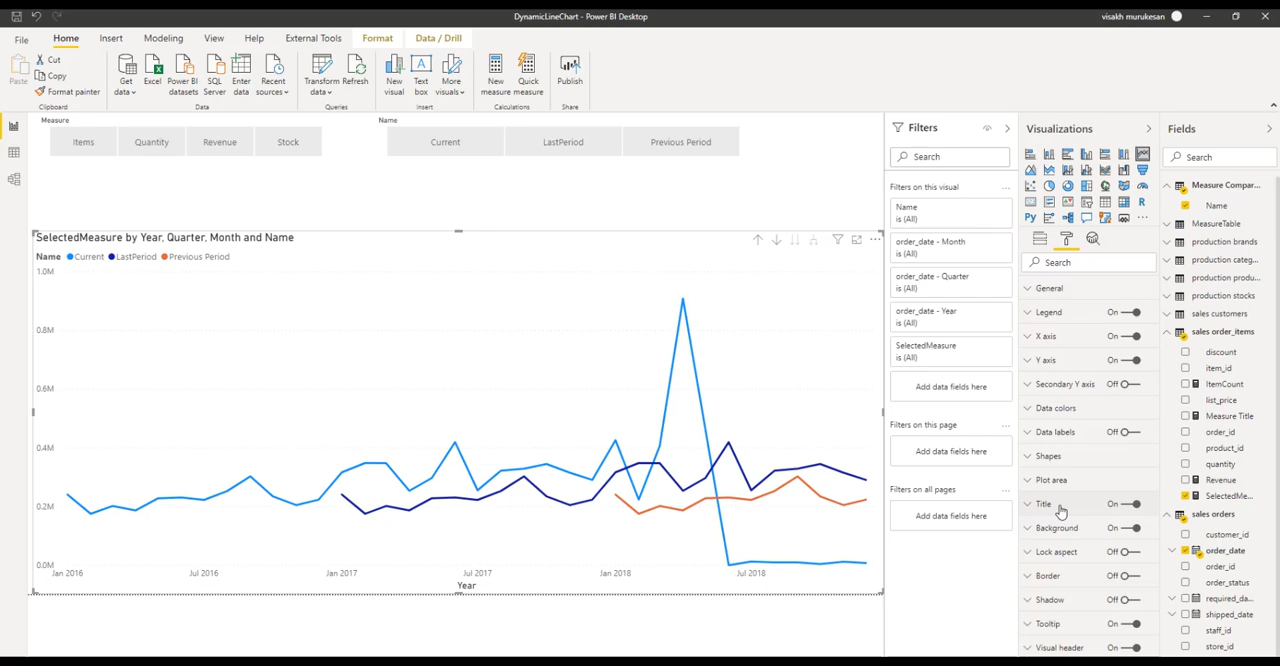 DynamicLineChart - Power BI Desktop
visakh murukesan
File
Home
Insert
Modeling
View
Help
External Tools
Format
Data / Drill
Paste
Cut
Copy
Format painter
Clipboard
Get data
Excel
Power BI datasets
SQL Server
Enter data
Recent sources
Data
Transform data
Refresh
Queries
New visual
Text box
More visuals
Insert
New measure
Quick measure
Calculations
Publish
Share
Measure
Items
Quantity
Revenue
Stock
Name
Current
LastPeriod
Previous Period
SelectedMeasure by Year, Quarter, Month and Name
Name Current LastPeriod Previous Period
1.0M
0.8M
0.6M
0.4M
0.2M
0.0M
Jan 2016
Jul 2016
Jan 2017
Jul 2017
Jan 2018
Jul 2018
Year
Filters
Search
Filters on this visual
...
Name
is (All)
order_date - Month
is (All)
order_date - Quarter
is (All)
order_date - Year
is (All)
SelectedMeasure
is (All)
Add data fields here
Filters on this page
...
Add data fields here
Filters on all pages
...
Add data fields here
Visualizations
R
Py
...
Search
General
Legend On
X axis On
Y axis On
Secondary Y axis Off
Data colors
Data labels Off
Shapes
Plot area
Title On
Background On
Lock aspect Off
Border Off
Shadow Off
Tooltip On
Visual header On
Fields
Search
Measure Compar...
Name
MeasureTable
production brands
production categ...
production produ...
production stocks
sales customers
sales order_items
discount
item_id
ItemCount
list_price
Measure Title
order_id
product_id
quantity
Revenue
SelectedMe...
sales orders
customer_id
order_date
order_id
order_status
required_da...
shipped_date
staff_id
store_id